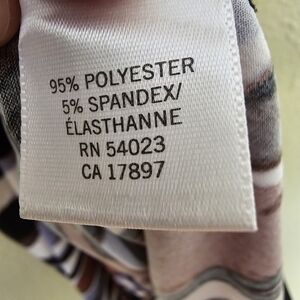 95% POLYESTER
5% SPANDEX/
ÉLASTHANNE
RN 54023
CA 17897